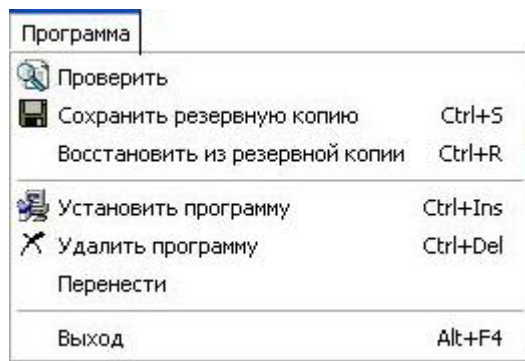 Программа
Проверить
Сохранить резервную копию Ctrl+S
Восстановить из резервной копии Ctrl+R
Установить программу Ctrl+Ins
Удалить программу Ctrl+Del
Перенести
Выход Alt+F4